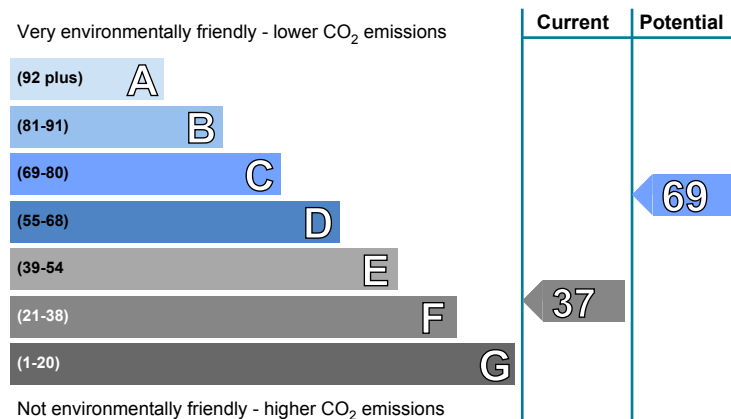 Very environmentally friendly - lower CO₂ emissions
Current
Potential
(92 plus) A
(81-91) B
(69-80) C
(55-68) D
(39-54 E
(21-38) F
(1-20) G
37
69
Not environmentally friendly - higher CO₂ emissions